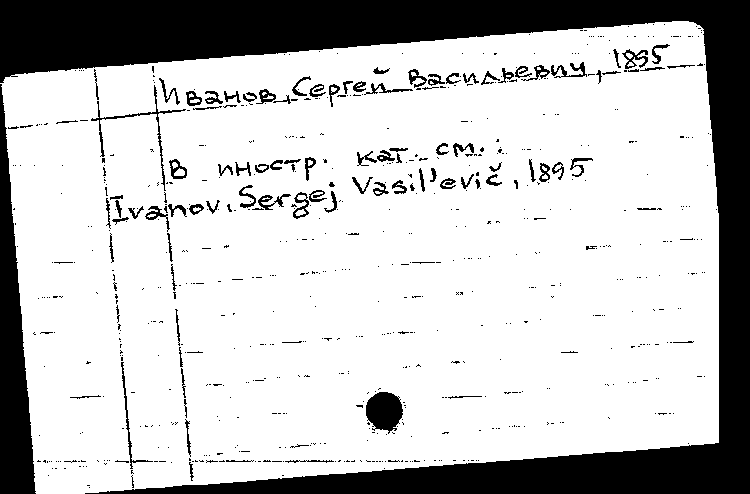 Иванов, Сергей Васильевич, 1895
В иностр. кат. см.:
Ivanov, Sergej Vasil'evič, 1895